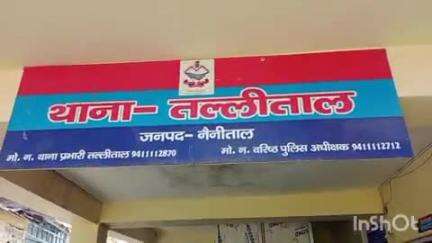 थाना- तल्लीताल
जनपद- नैनीताल
मो. न. थाना प्रभारी तल्लीताल 9411112870 मो. न. वरिष्ठ पुलिस अधीक्षक 9411112712
InShOt